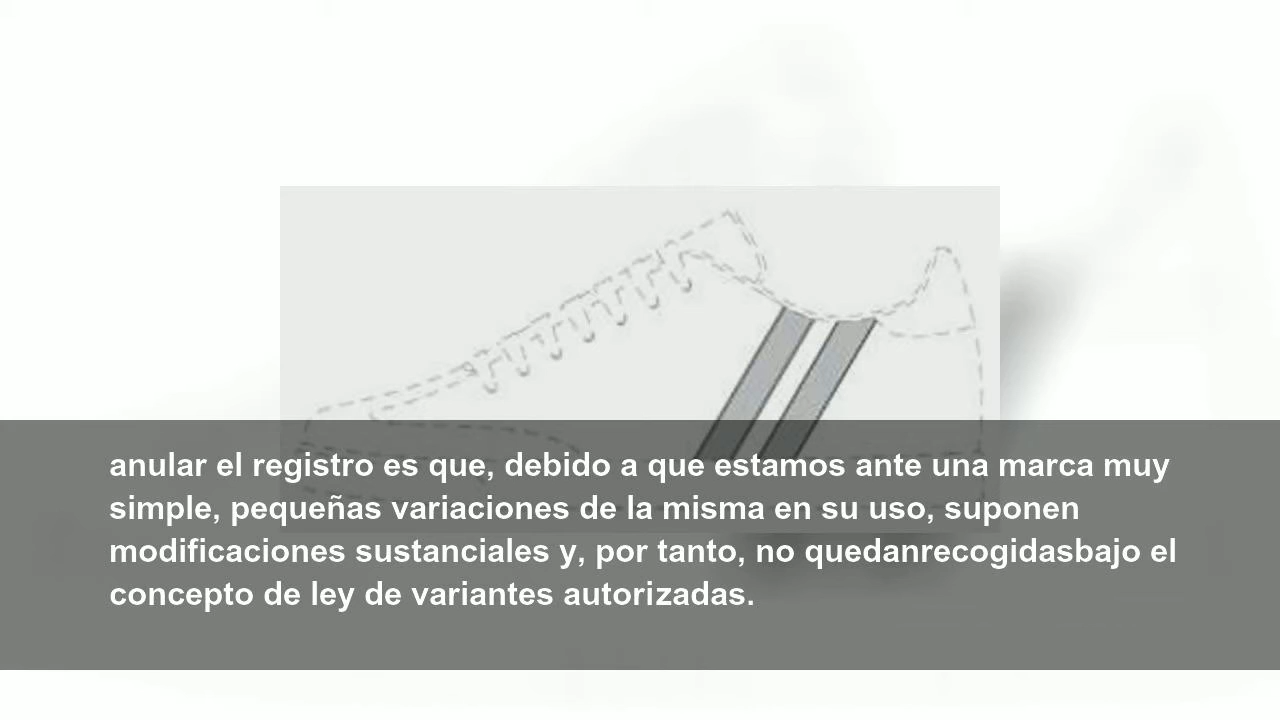 anular el registro es que, debido a que estamos ante una marca muy
simple, pequeñas variaciones de la misma en su uso, suponen
modificaciones sustanciales y, por tanto, no quedanrecogidasbajo el
concepto de ley de variantes autorizadas.